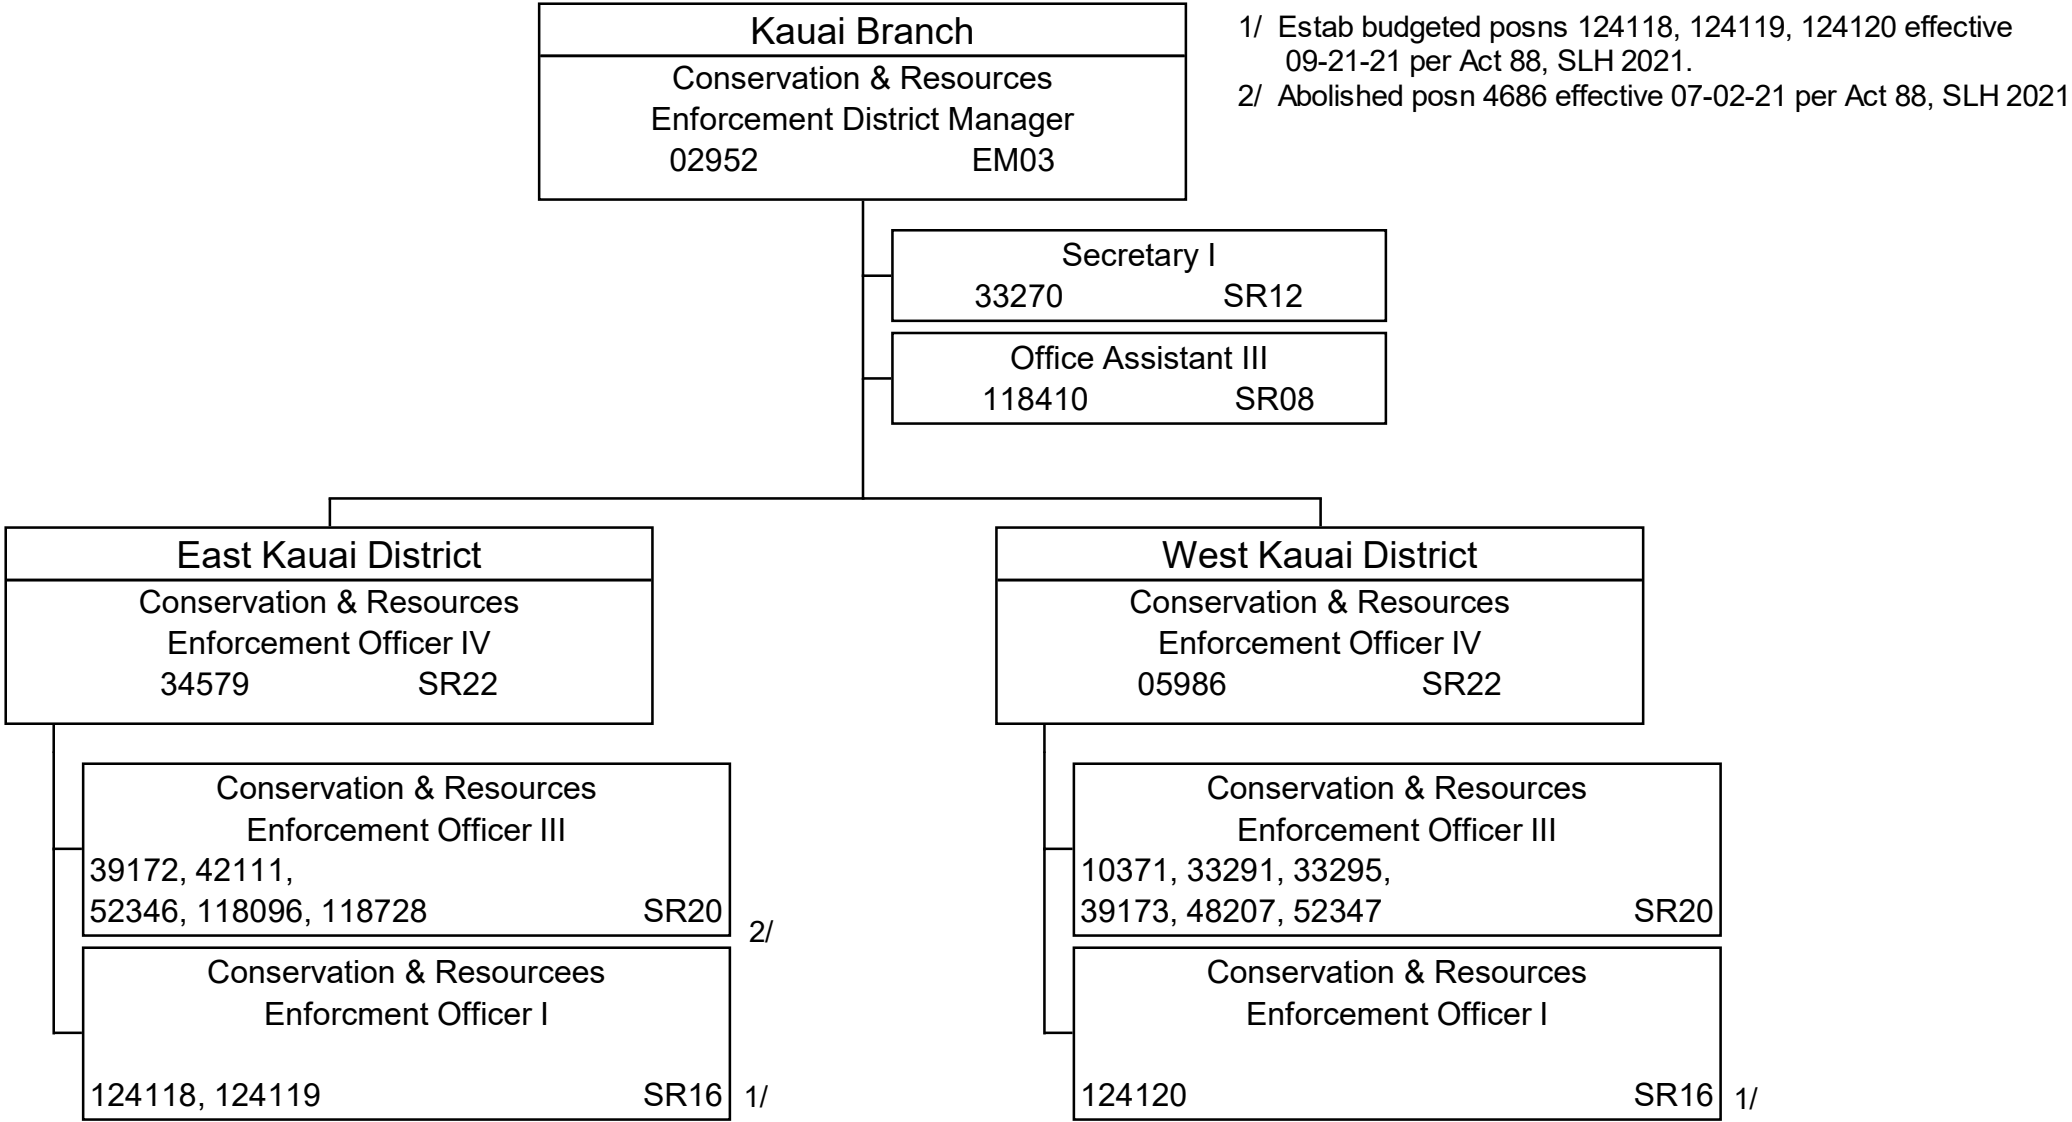 Kauai Branch
Conservation & Resources
Enforcement District Manager
02952 EM03
1/ Estab budgeted posns 124118, 124119, 124120 effective
09-21-21 per Act 88, SLH 2021.
2/ Abolished posn 4686 effective 07-02-21 per Act 88, SLH 2021
Secretary I
33270 SR12
Office Assistant III
118410 SR08
East Kauai District
Conservation & Resources
Enforcement Officer IV
34579 SR22
Conservation & Resources
Enforcement Officer III
39172, 42111,
52346, 118096, 118728 SR20
2/
Conservation & Resourcees
Enforcment Officer I
124118, 124119 SR16 1/
West Kauai District
Conservation & Resources
Enforcement Officer IV
05986 SR22
Conservation & Resources
Enforcement Officer III
10371, 33291, 33295,
39173, 48207, 52347 SR20
Conservation & Resources
Enforcement Officer I
124120 SR16 1/